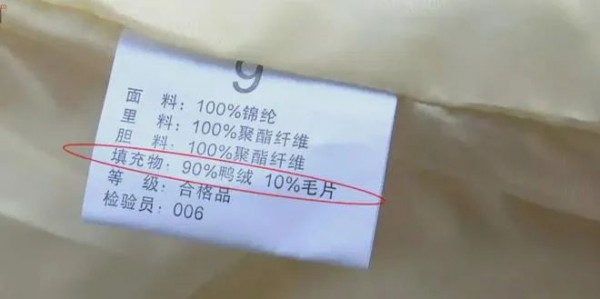 面 料：100%锦纶
里 料：100%聚酯纤维
胆 料：100%聚酯纤维
填充物：90%鸭绒 10%毛片
等 级：合格品
检验员：006